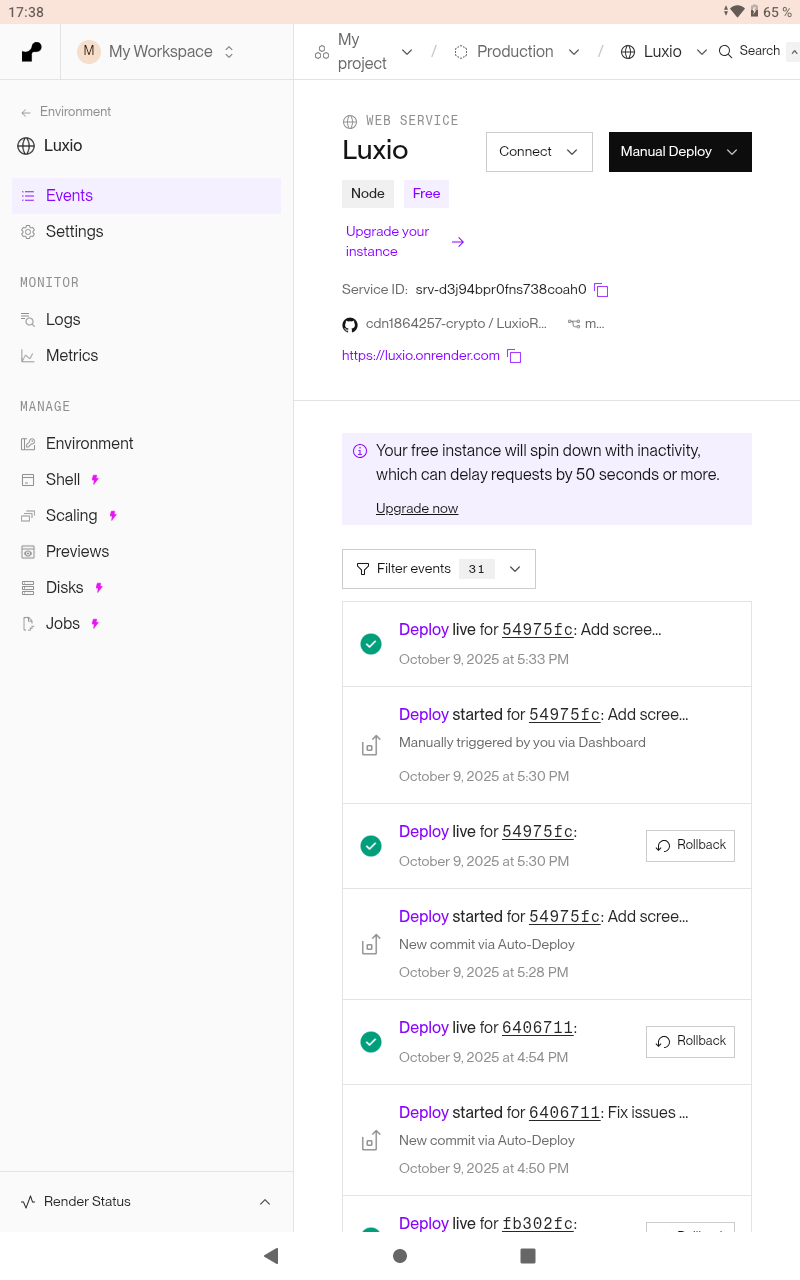 17:38
65 %
M My Workspace
My project / Production / Luxio Search
Environment
Luxio
Events
Settings
MONITOR
Logs
Metrics
MANAGE
Environment
Shell
Scaling
Previews
Disks
Jobs
Render Status
WEB SERVICE
Luxio
Connect
Manual Deploy
Node Free
Upgrade your
instance
Service ID: srv-d3j94bpr0fns738coah0
cdn1864257-crypto / LuxioR... m...
https://luxio.onrender.com
Your free instance will spin down with inactivity,
which can delay requests by 50 seconds or more.
Upgrade now
Filter events 31
Deploy live for 54975fc: Add scree...
October 9, 2025 at 5:33 PM
Deploy started for 54975fc: Add scree...
Manually triggered by you via Dashboard
October 9, 2025 at 5:30 PM
Deploy live for 54975fc:
October 9, 2025 at 5:30 PM
Rollback
Deploy started for 54975fc: Add scree...
New commit via Auto-Deploy
October 9, 2025 at 5:28 PM
Deploy live for 6406711:
October 9, 2025 at 4:54 PM
Rollback
Deploy started for 6406711: Fix issues ...
New commit via Auto-Deploy
October 9, 2025 at 4:50 PM
Deploy live for fb302fc: